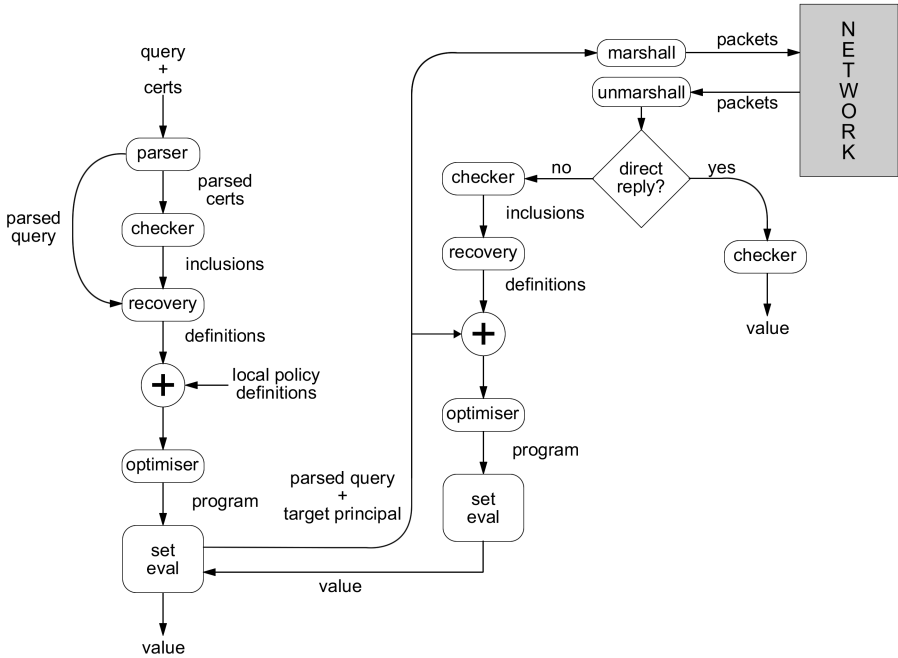 query
+
certs
parser
parsed
certs
parsed
query
checker
inclusions
recovery
definitions
+
local policy
definitions
optimiser
program
set
eval
value
parsed query
+
target principal
marshall
packets
N
E
T
W
O
R
K
unmarshall
packets
direct
reply?
no
yes
checker
inclusions
recovery
definitions
+
optimiser
program
set
eval
value
checker
value